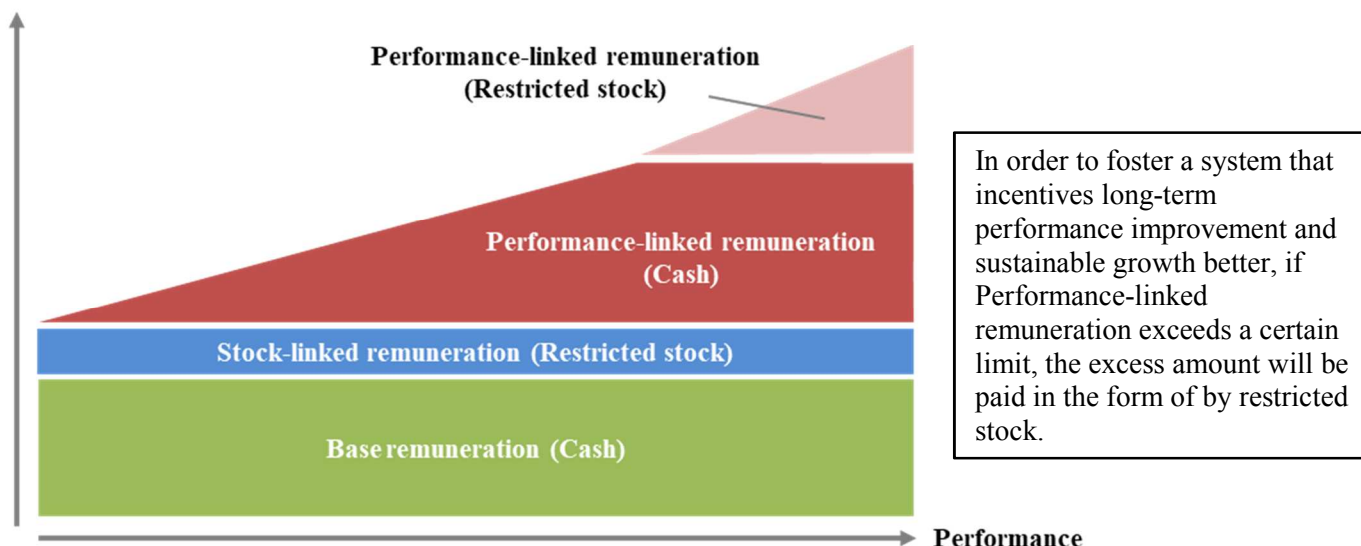 Performance-linked remuneration
(Restricted stock)
Performance-linked remuneration
(Cash)
Stock-linked remuneration (Restricted stock)
Base remuneration (Cash)
Performance
In order to foster a system that
incentives long-term
performance improvement and
sustainable growth better, if
Performance-linked
remuneration exceeds a certain
limit, the excess amount will be
paid in the form of by restricted
stock.